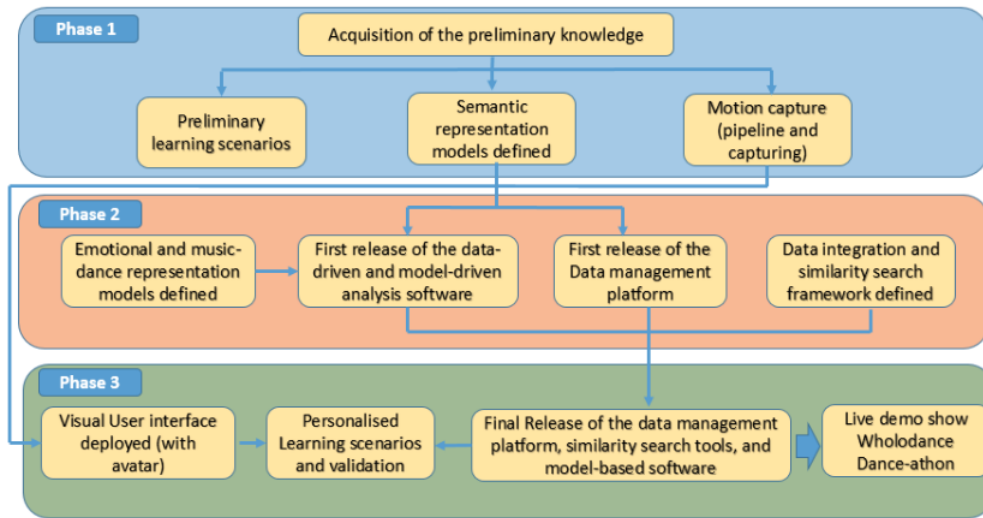 Phase 1
Acquisition of the preliminary knowledge
Preliminary
learning scenarios
Semantic
representation
models defined
Motion capture
(pipeline and
capturing)
Phase 2
Emotional and music-
dance representation
models defined
First release of the data-
driven and model-driven
analysis software
First release of the
Data management
platform
Data integration and
similarity search
framework defined
Phase 3
Visual User interface
deployed (with
avatar)
Personalised
Learning scenarios
and validation
Final Release of the data management
platform, similarity search tools, and
model-based software
Live demo show
Wholodance
Dance-athon